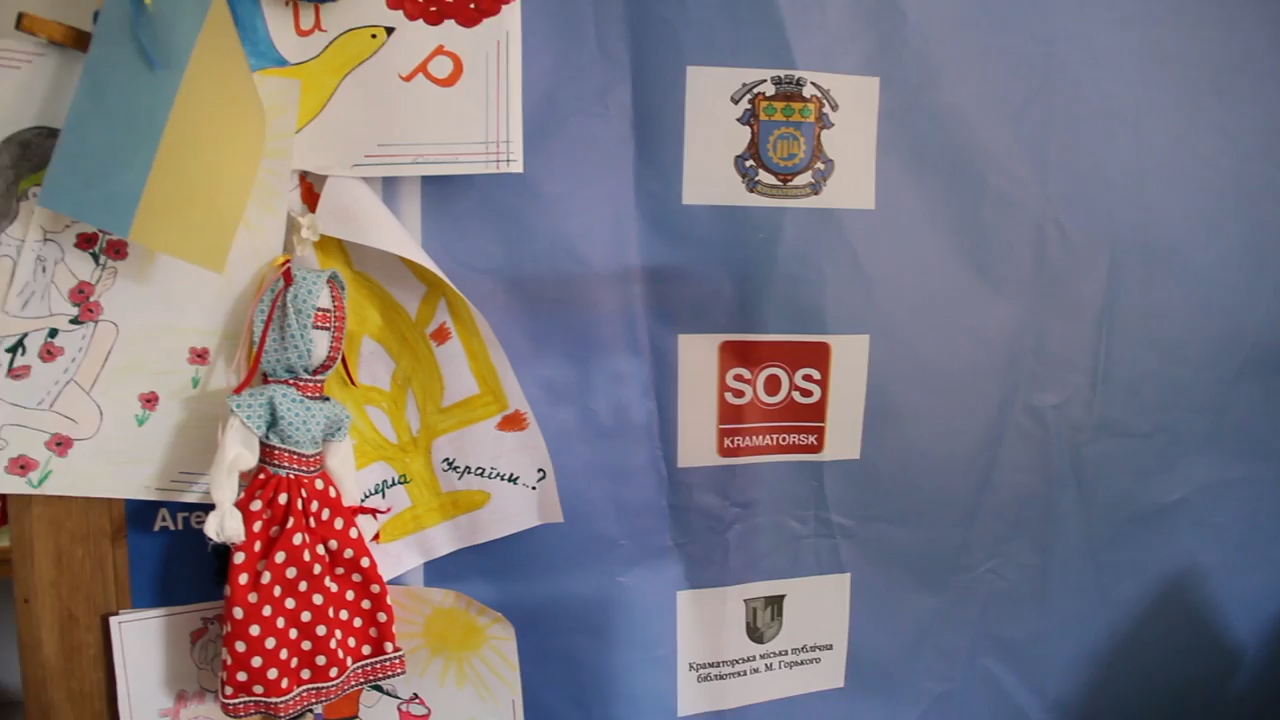 и
р
SOS
KRAMATORSK
України..?
Краматорська міська публічна
бібліотека ім. М. Горького